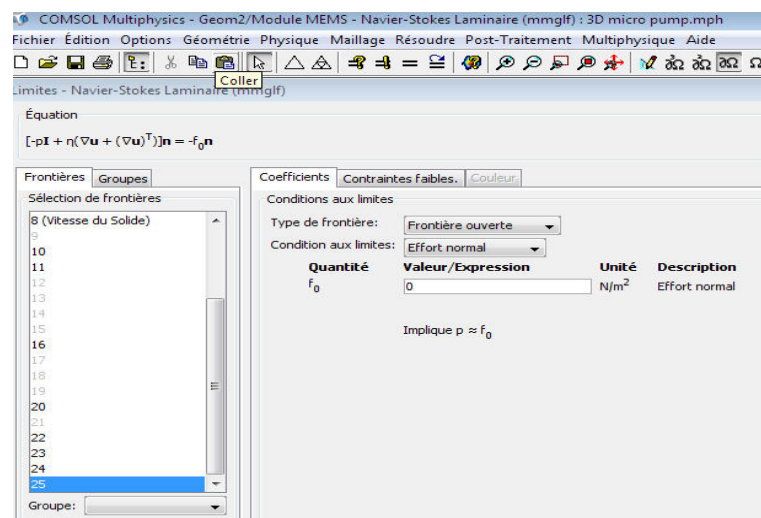 COMSOL Multiphysics - Geom2/Module MEMS - Navier-Stokes Laminaire (mmglf) : 3D micro pump.mph
Fichier Édition Options Géométrie Physique Maillage Résoudre Post-Traitement Multiphysique Aide
Coller
Limites - Navier-Stokes Laminaire (mmglf)
Équation
[-pI + η(∇u + (∇u)ᵀ)]n = -f₀n
Frontières Groupes
Sélection de frontières
8 (Vitesse du Solide)
9
10
11
12
13
14
15
16
17
18
19
20
21
22
23
24
25
Groupe:
Coefficients Contraintes faibles. Couleur
Conditions aux limites
Type de frontière: Frontière ouverte
Condition aux limites: Effort normal
Quantité Valeur/Expression Unité Description
f₀ 0 N/m² Effort normal
Implique p ≈ f₀